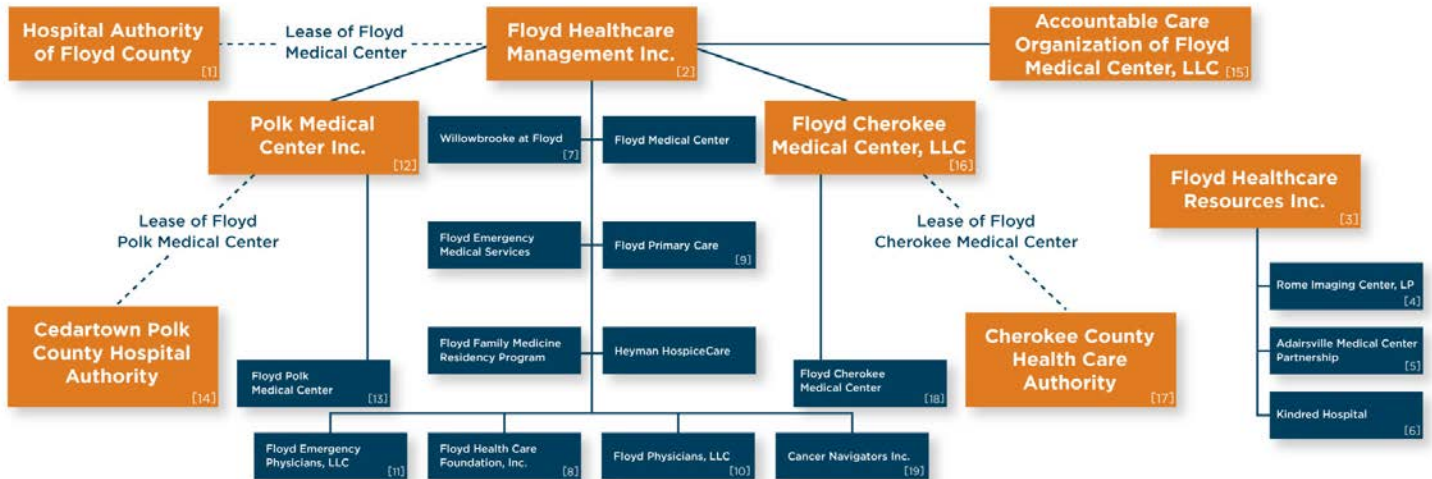 Hospital Authority
of Floyd County
[1]
Lease of Floyd
Medical Center
Floyd Healthcare
Management Inc.
[2]
Accountable Care
Organization of Floyd
Medical Center, LLC
[15]
Polk Medical
Center Inc.
[12]
Willowbrooke at Floyd
[7]
Floyd Medical Center
Floyd Cherokee
Medical Center, LLC
[16]
Floyd Healthcare
Resources Inc.
[3]
Lease of Floyd
Polk Medical Center
Floyd Emergency
Medical Services
Floyd Primary Care
[9]
Lease of Floyd
Cherokee Medical Center
Rome Imaging Center, LP
[4]
Cedartown Polk
County Hospital
Authority
[14]
Floyd Polk
Medical Center
[13]
Floyd Family Medicine
Residency Program
Heyman HospiceCare
Floyd Cherokee
Medical Center
[18]
Cherokee County
Health Care
Authority
[17]
Adairsville Medical Center
Partnership
[5]
Kindred Hospital
[6]
Floyd Emergency
Physicians, LLC
[11]
Floyd Health Care
Foundation, Inc.
[8]
Floyd Physicians, LLC
[10]
Cancer Navigators Inc.
[19]